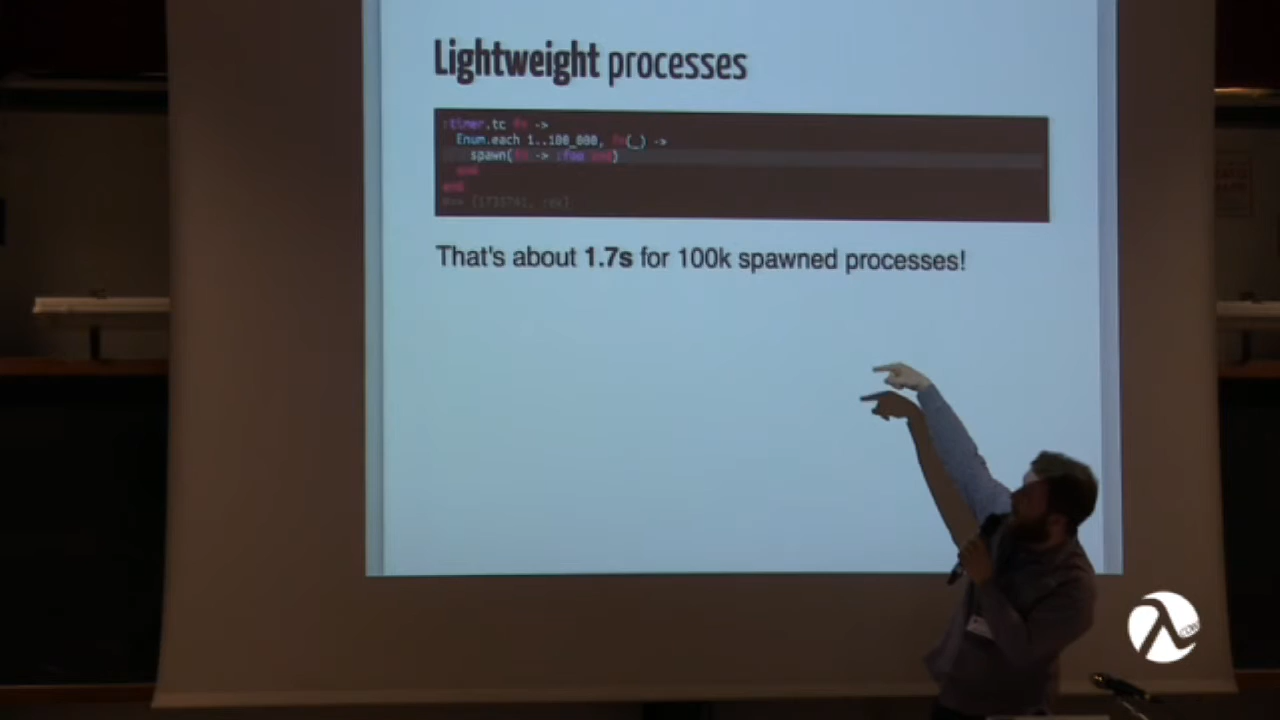 Lightweight processes
:timer.tc fn ->
Enum.each 1..100_000, fn(_) ->
spawn(fn -> :foo end)
end
end
That's about 1.7s for 100k spawned processes!
λ